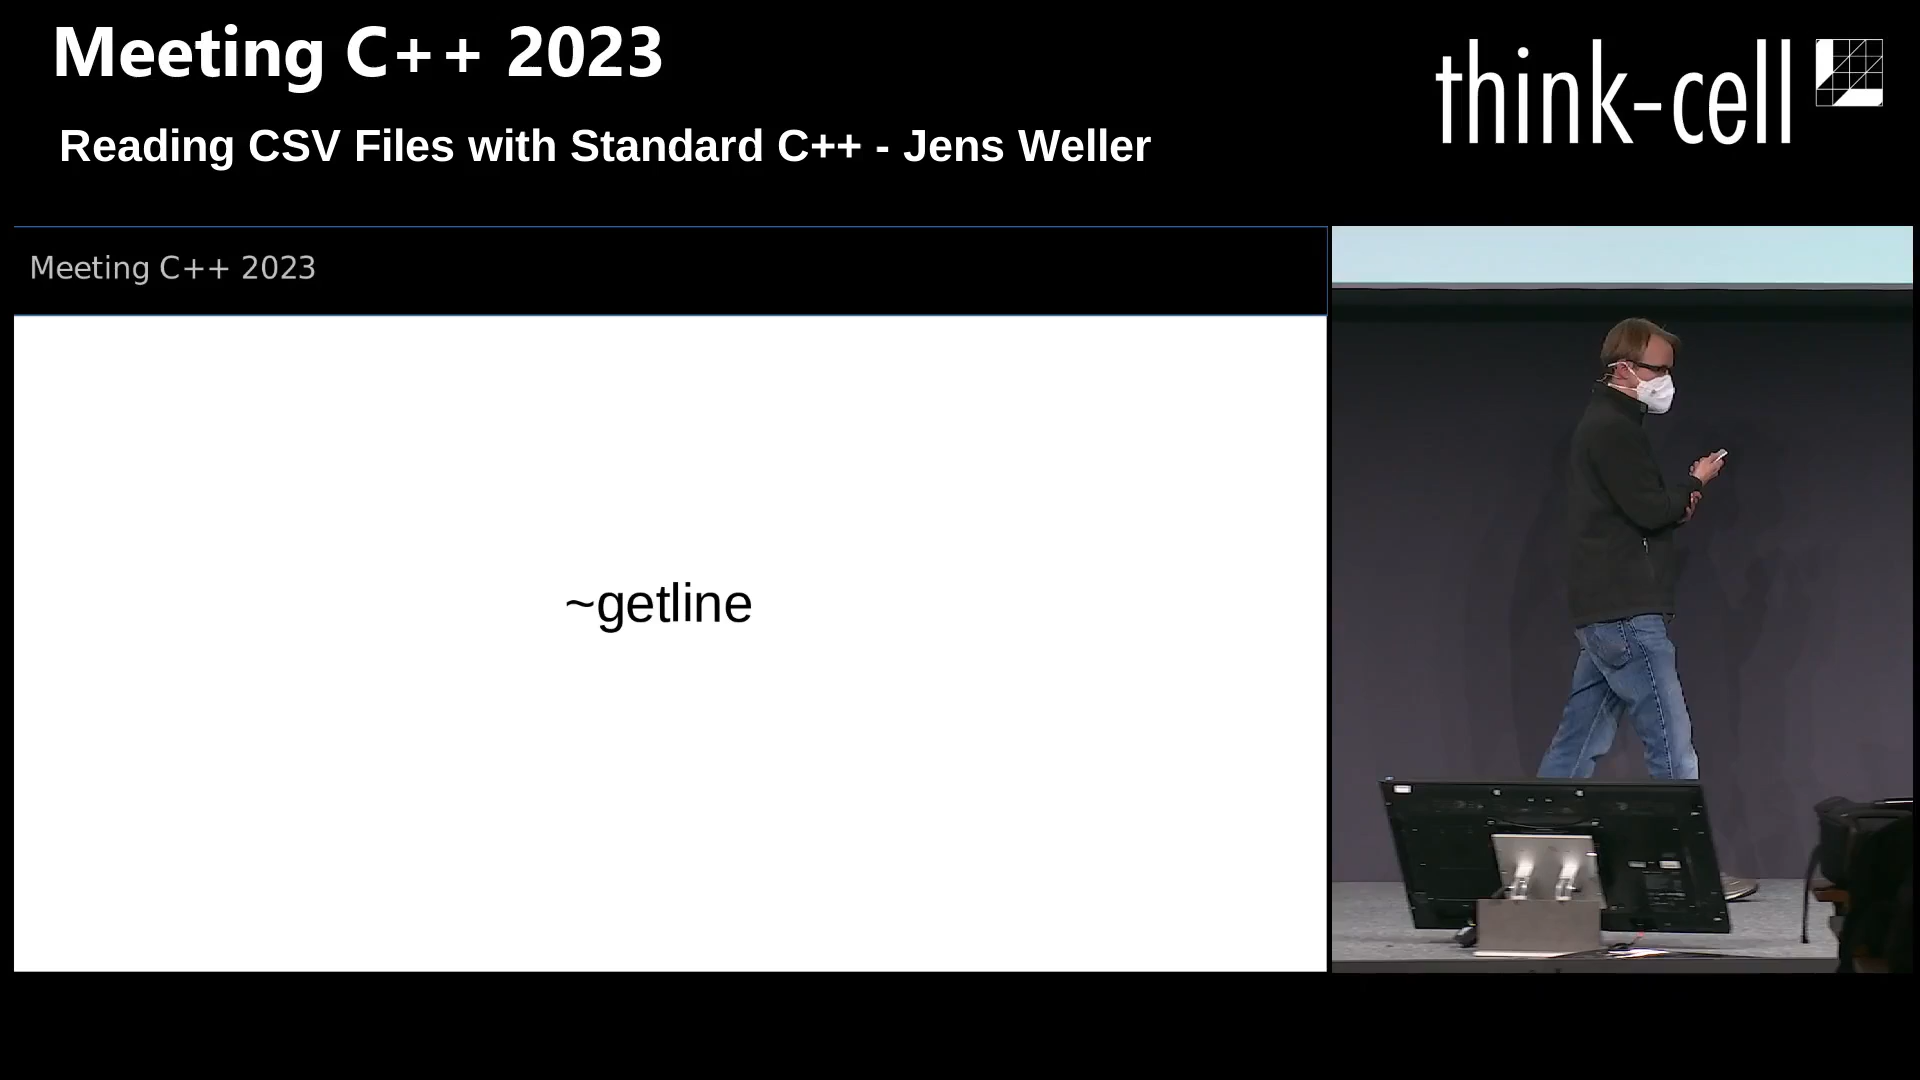 Meeting C++ 2023
think-cell
Reading CSV Files with Standard C++ - Jens Weller
Meeting C++ 2023
~getline